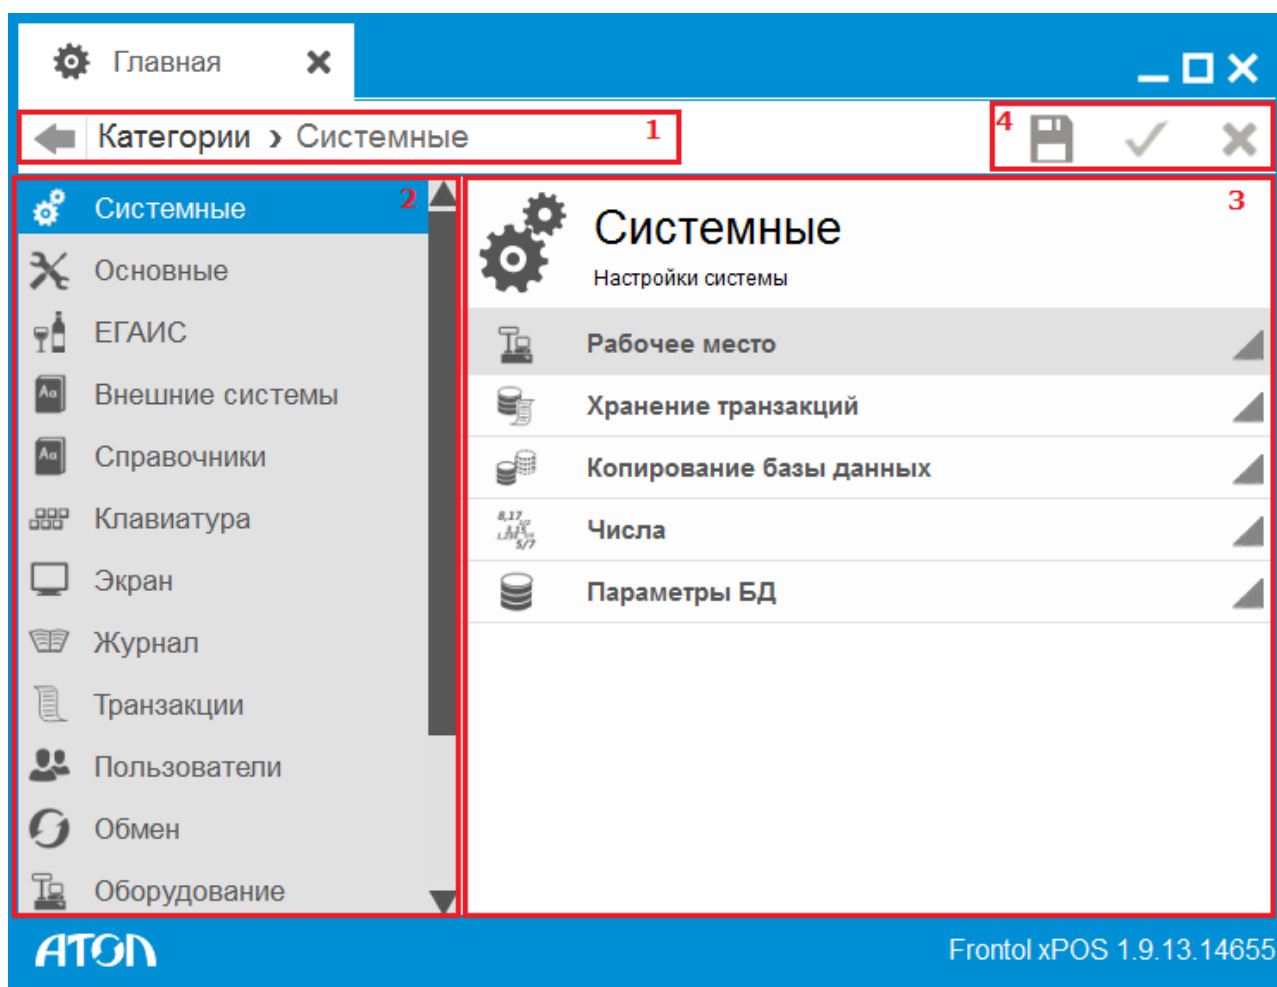 Главная
Категории › Системные
1
4
Системные
2
Основные
ЕГАИС
Внешние системы
Справочники
Клавиатура
Экран
Журнал
Транзакции
Пользователи
Обмен
Оборудование
3
Системные
Настройки системы
Рабочее место
Хранение транзакций
Копирование базы данных
Числа
Параметры БД
АТОЛ
Frontol xPOS 1.9.13.14655